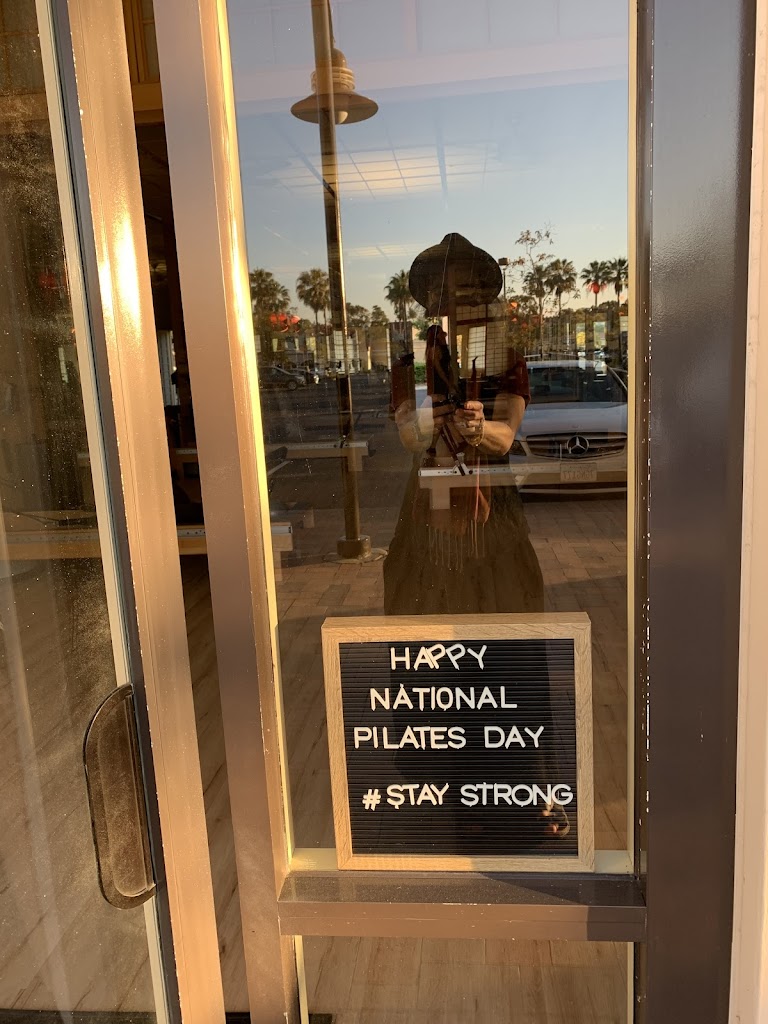 HAPPY
NATIONAL
PILATES DAY
#STAY STRONG